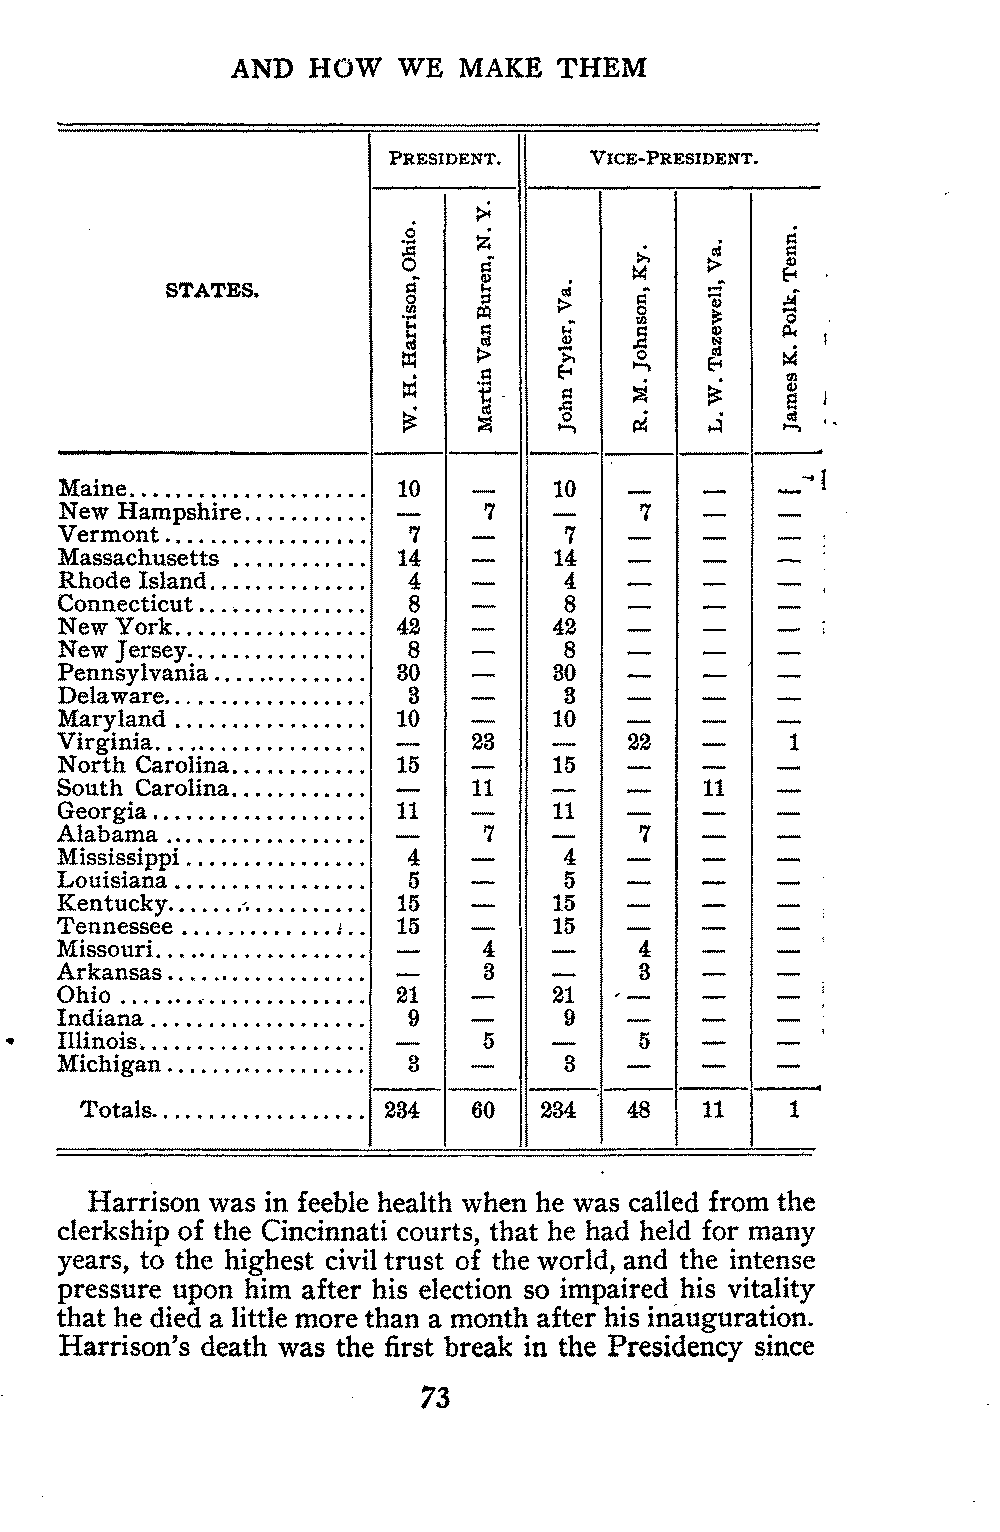 AND HOW WE MAKE THEM
PRESIDENT. VICE-PRESIDENT.
STATES. W. H. Harrison, Ohio. Martin Van Buren, N. Y. John Tyler, Va. R. M. Johnson, Ky. L. W. Tazewell, Va. James K. Polk, Tenn.
Maine..................... 10 — 10 — — —
New Hampshire........... — 7 — 7 — —
Vermont.................. 7 — 7 — — —
Massachusetts ............ 14 — 14 — — —
Rhode Island.............. 4 — 4 — — —
Connecticut............... 8 — 8 — — —
New York................. 42 — 42 — — —
New Jersey................ 8 — 8 — — —
Pennsylvania.............. 30 — 30 — — —
Delaware.................. 3 — 3 — — —
Maryland ................. 10 — 10 — — —
Virginia................... — 23 — 22 — 1
North Carolina............ 15 — 15 — — —
South Carolina............ — 11 — — 11 —
Georgia................... 11 — 11 — — —
Alabama .................. — 7 — 7 — —
Mississippi................ 4 — 4 — — —
Louisiana................. 5 — 5 — — —
Kentucky.................. 15 — 15 — — —
Tennessee ................ 15 — 15 — — —
Missouri................... — 4 — 4 — —
Arkansas.................. — 3 — 3 — —
Ohio ...................... 21 — 21 — — —
Indiana................... 9 — 9 — — —
Illinois.................... — 5 — 5 — —
Michigan.................. 3 — 3 — — —
Totals................... 234 60 234 48 11 1
Harrison was in feeble health when he was called from the
clerkship of the Cincinnati courts, that he had held for many
years, to the highest civil trust of the world, and the intense
pressure upon him after his election so impaired his vitality
that he died a little more than a month after his inauguration.
Harrison's death was the first break in the Presidency since
73